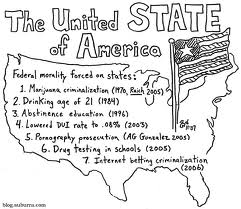 The United STATE
of America
Federal morality forced on states:
1. Marijuana criminalization (1970, Raich 2005)
2. Drinking age of 21 (1984)
3. Abstinence education (1996)
4. Lowered DUI rate to .08% (2003)
5. Pornography prosecution (AG Gunzalez 2005)
6. Drug testing in schools (2005)
7. Internet betting criminalization
(2006)
blog.suburra.com